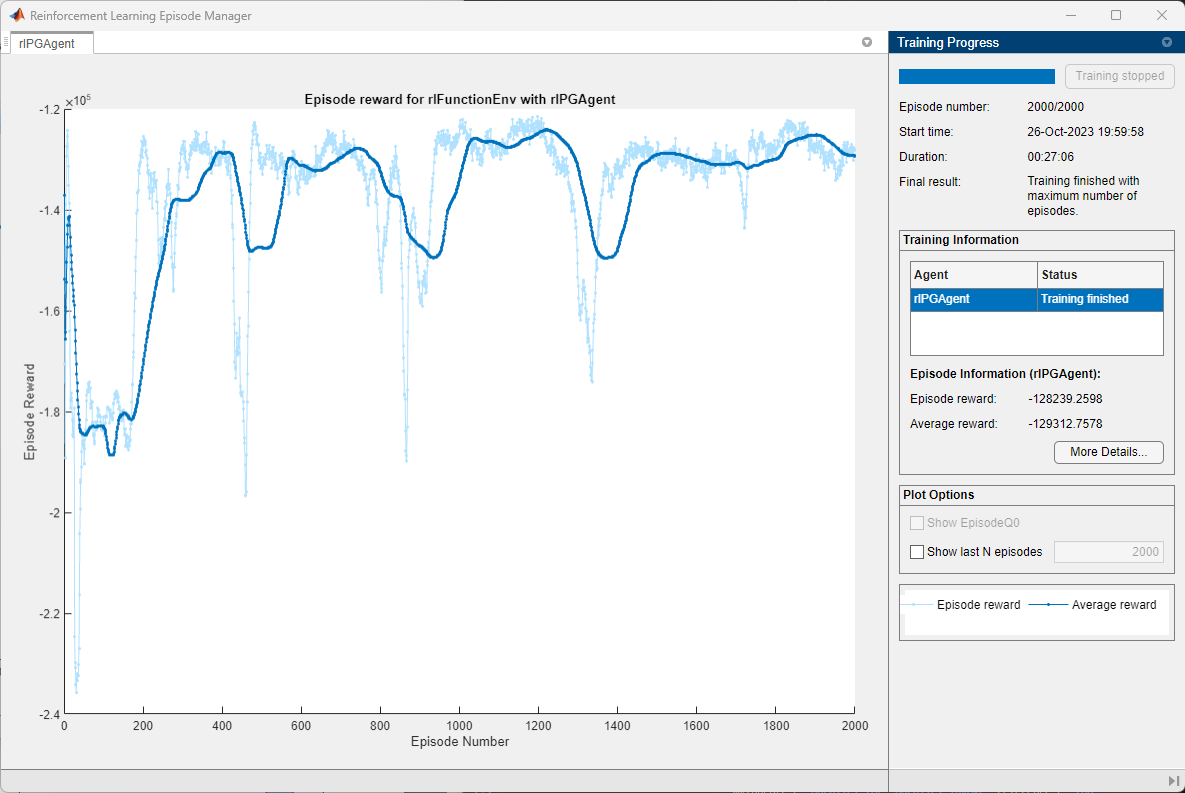 Reinforcement Learning Episode Manager
rlPGAgent
Episode reward for rlFunctionEnv with rlPGAgent
×10⁵
-1.2
-1.4
-1.6
-1.8
-2
-2.2
-2.4
Episode Reward
0 200 400 600 800 1000 1200 1400 1600 1800 2000
Episode Number
Training Progress
Training stopped
Episode number: 2000/2000
Start time: 26-Oct-2023 19:59:58
Duration: 00:27:06
Final result: Training finished with
maximum number of
episodes.
Training Information
Agent Status
rlPGAgent Training finished
Episode Information (rlPGAgent):
Episode reward: -128239.2598
Average reward: -129312.7578
More Details...
Plot Options
Show EpisodeQ0
Show last N episodes 2000
Episode reward Average reward